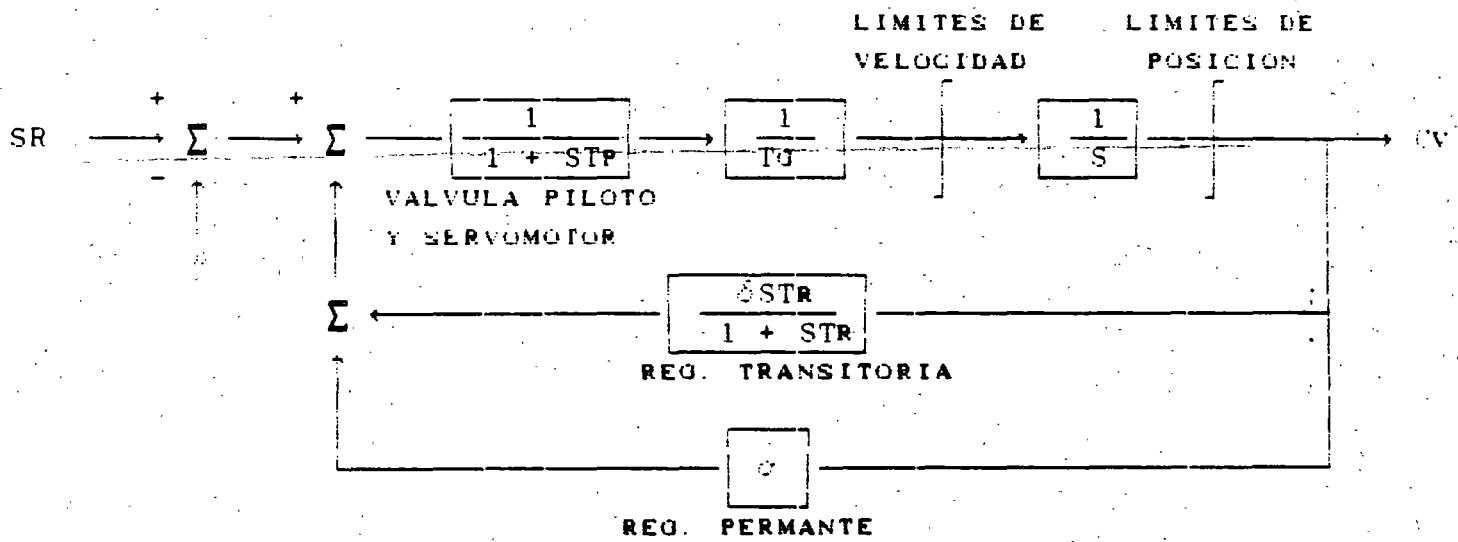 LIMITES DE
VELOCIDAD
LIMITES DE
POSICION
SR
+
Σ
-
+
Σ
1
1 + STP
VALVULA PILOTO
Y SERVOMOTOR
1
TG
1
S
CV
Σ
δSTR
1 + STR
REG. TRANSITORIA
σ
REG. PERMANTE